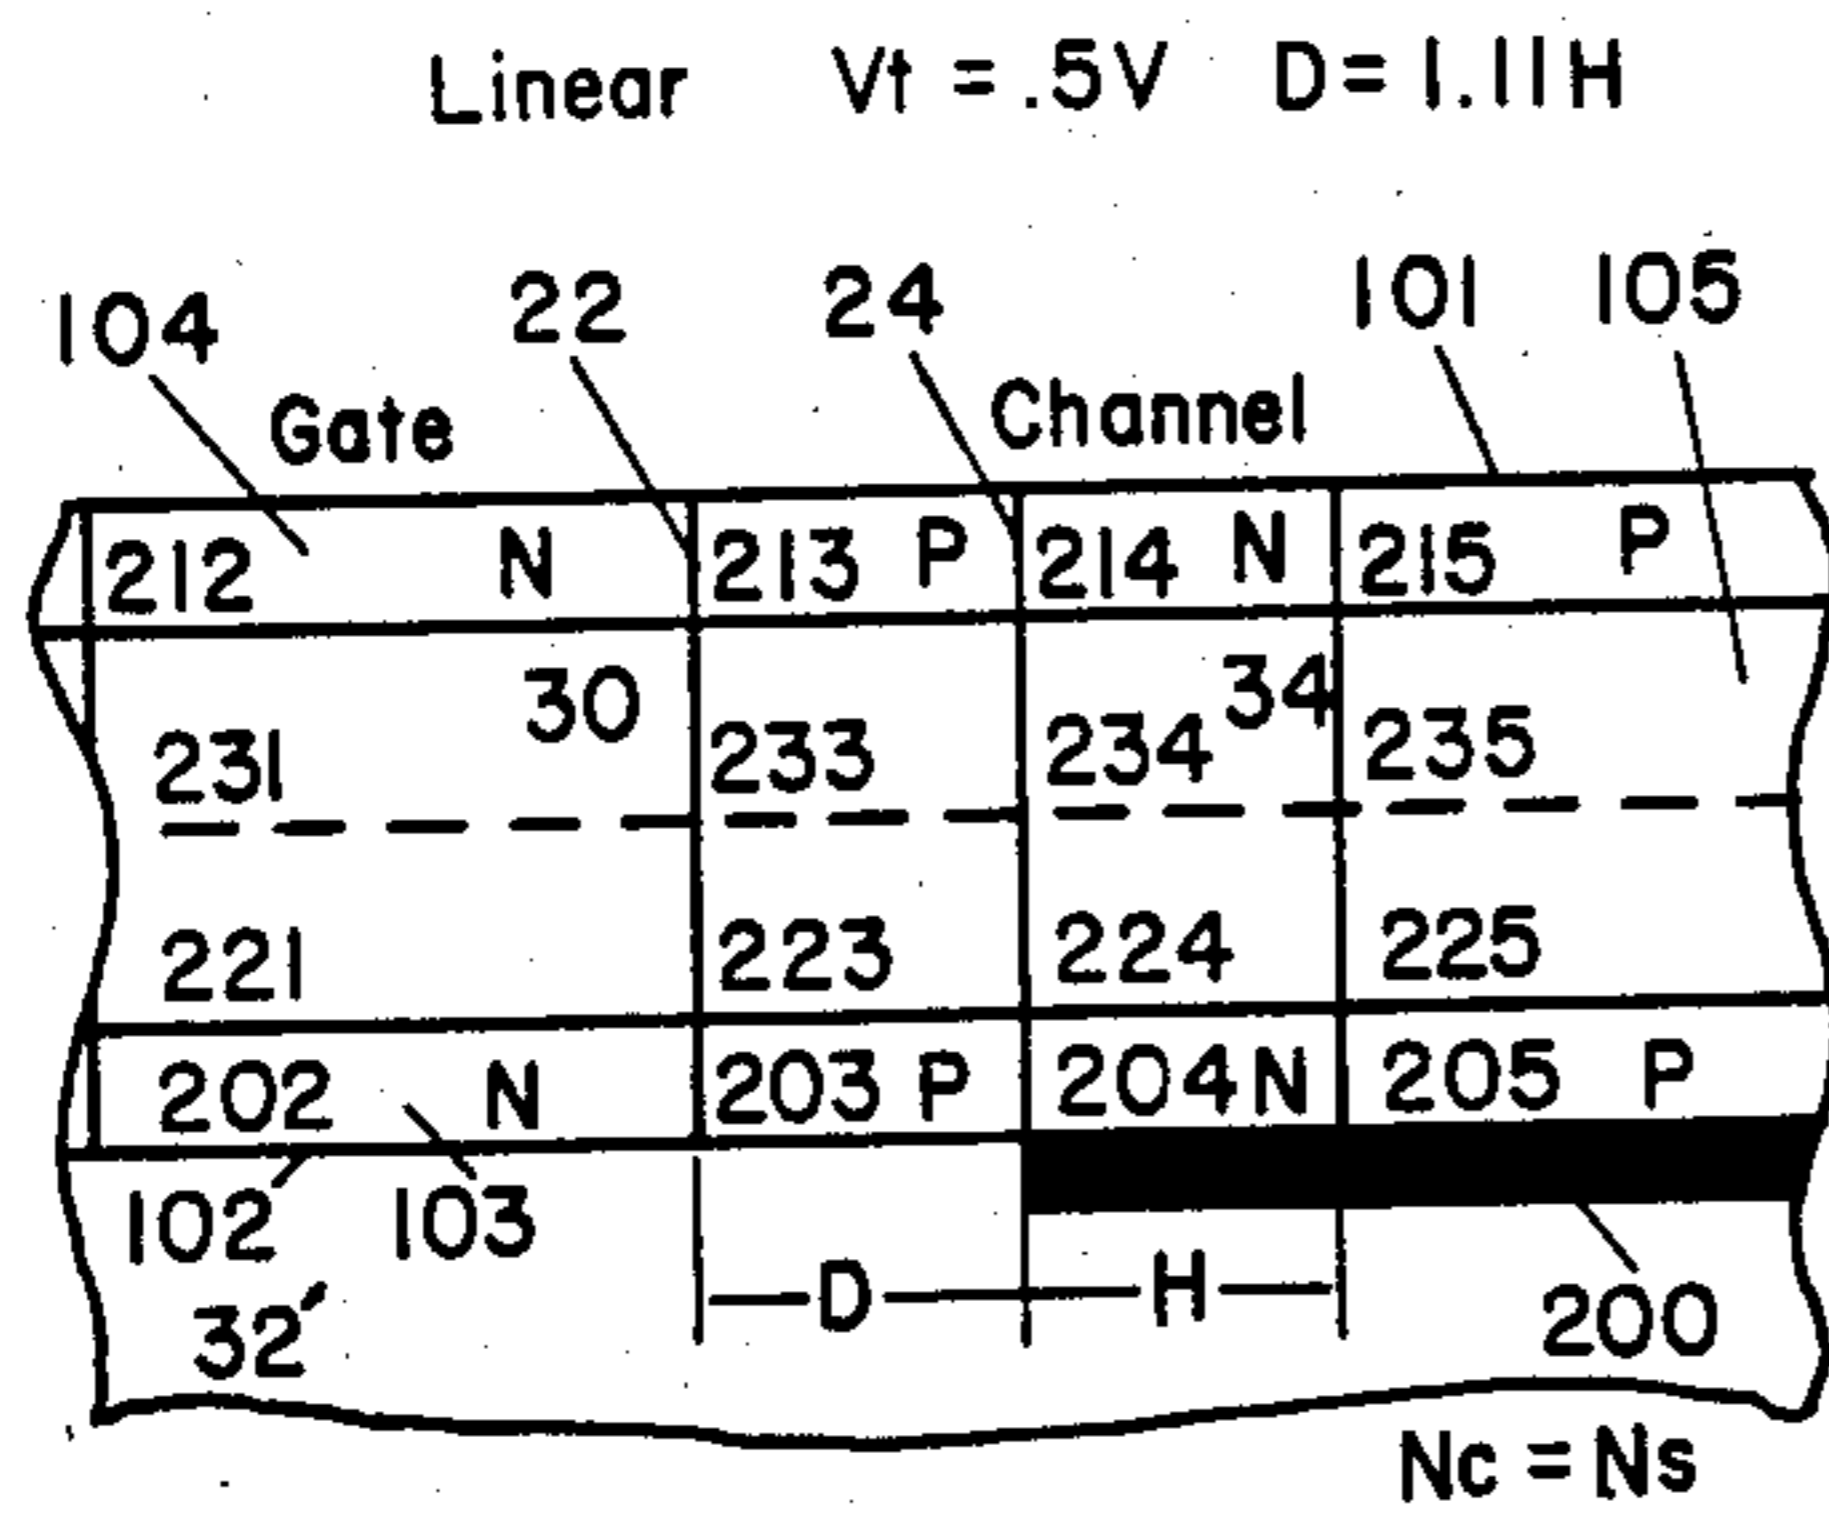 Linear Vt = .5V D = 1.11H
104 22 24 101 105
Gate Channel
212 N 213 P 214 N 215 P
30 34
231 233 234 235
221 223 224 225
202 N 203 P 204 N 205 P
102 103
32' D H 200
Nc = Ns